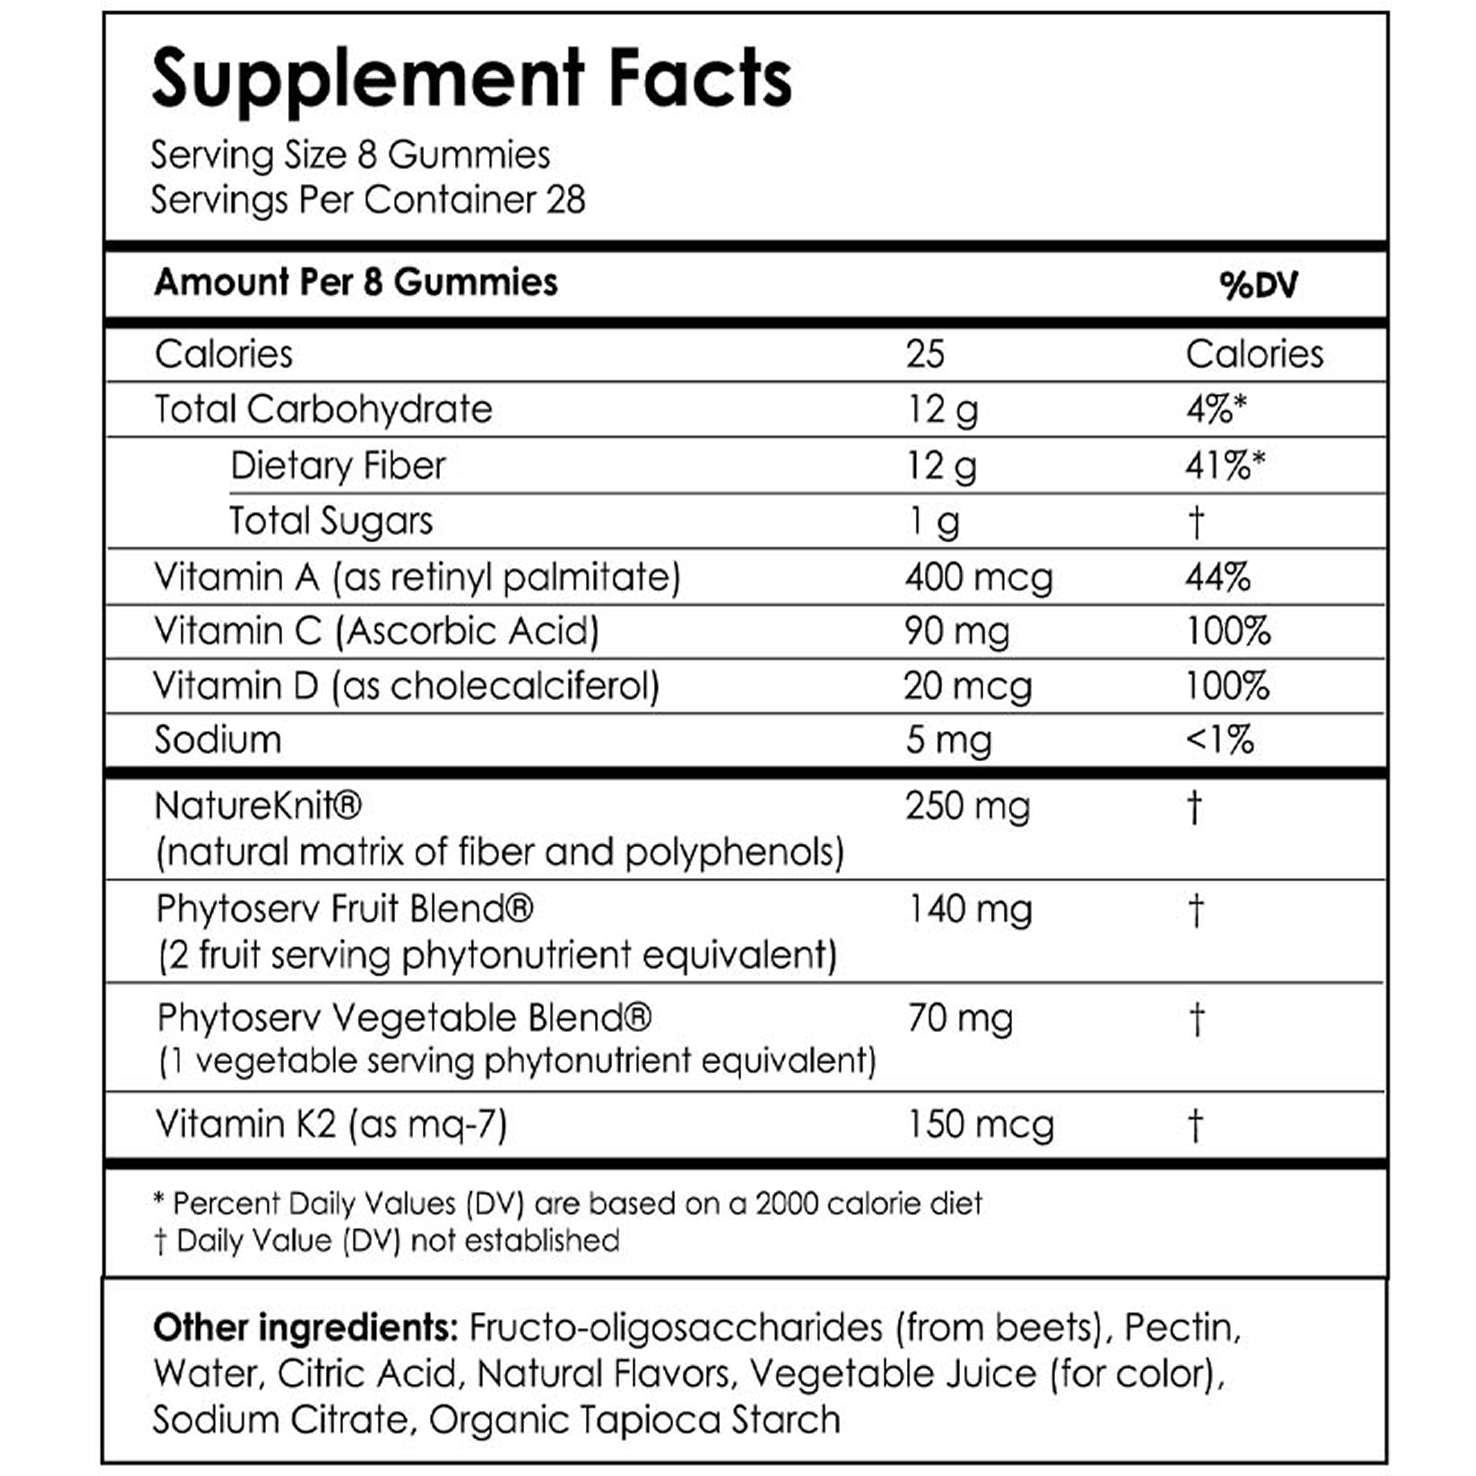 Supplement Facts
Serving Size 8 Gummies
Servings Per Container 28
Amount Per 8 Gummies %DV
Calories 25 Calories
Total Carbohydrate 12 g 4%*
Dietary Fiber 12 g 41%*
Total Sugars 1 g †
Vitamin A (as retinyl palmitate) 400 mcg 44%
Vitamin C (Ascorbic Acid) 90 mg 100%
Vitamin D (as cholecalciferol) 20 mcg 100%
Sodium 5 mg <1%
NatureKnit® 250 mg †
(natural matrix of fiber and polyphenols)
Phytoserv Fruit Blend® 140 mg †
(2 fruit serving phytonutrient equivalent)
Phytoserv Vegetable Blend® 70 mg †
(1 vegetable serving phytonutrient equivalent)
Vitamin K2 (as mq-7) 150 mcg †
* Percent Daily Values (DV) are based on a 2000 calorie diet
† Daily Value (DV) not established
Other ingredients: Fructo-oligosaccharides (from beets), Pectin,
Water, Citric Acid, Natural Flavors, Vegetable Juice (for color),
Sodium Citrate, Organic Tapioca Starch